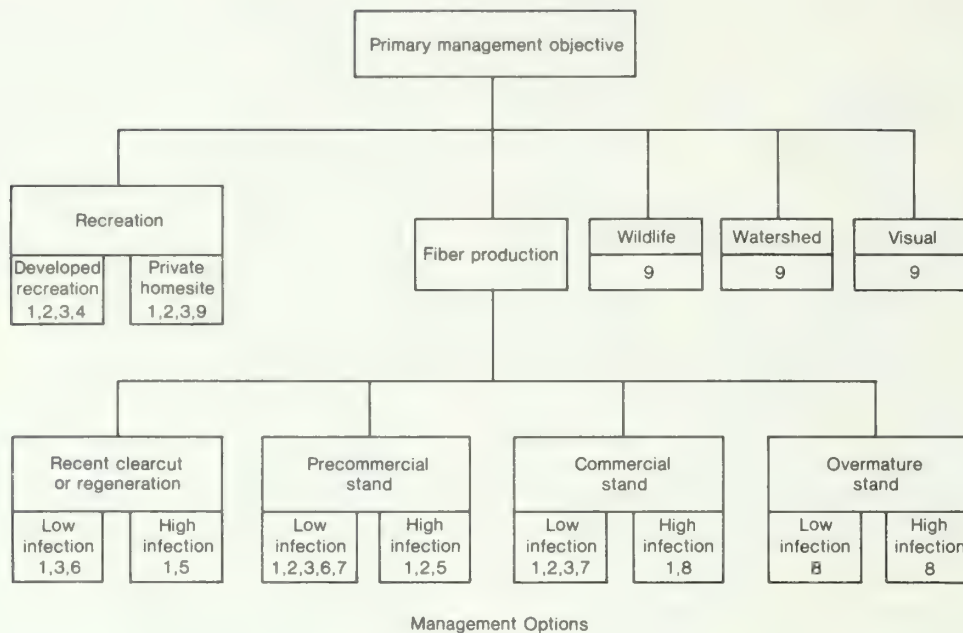 Primary management objective
Recreation
Developed
recreation
1,2,3,4
Private
homesite
1,2,3,9
Fiber production
Wildlife
9
Watershed
9
Visual
9
Recent clearcut
or regeneration
Low
infection
1,3,6
High
infection
1,5
Precommercial
stand
Low
infection
1,2,3,6,7
High
infection
1,2,5
Commercial
stand
Low
infection
1,2,3,7
High
infection
1,8
Overmature
stand
Low
infection
8
High
infection
8
Management Options